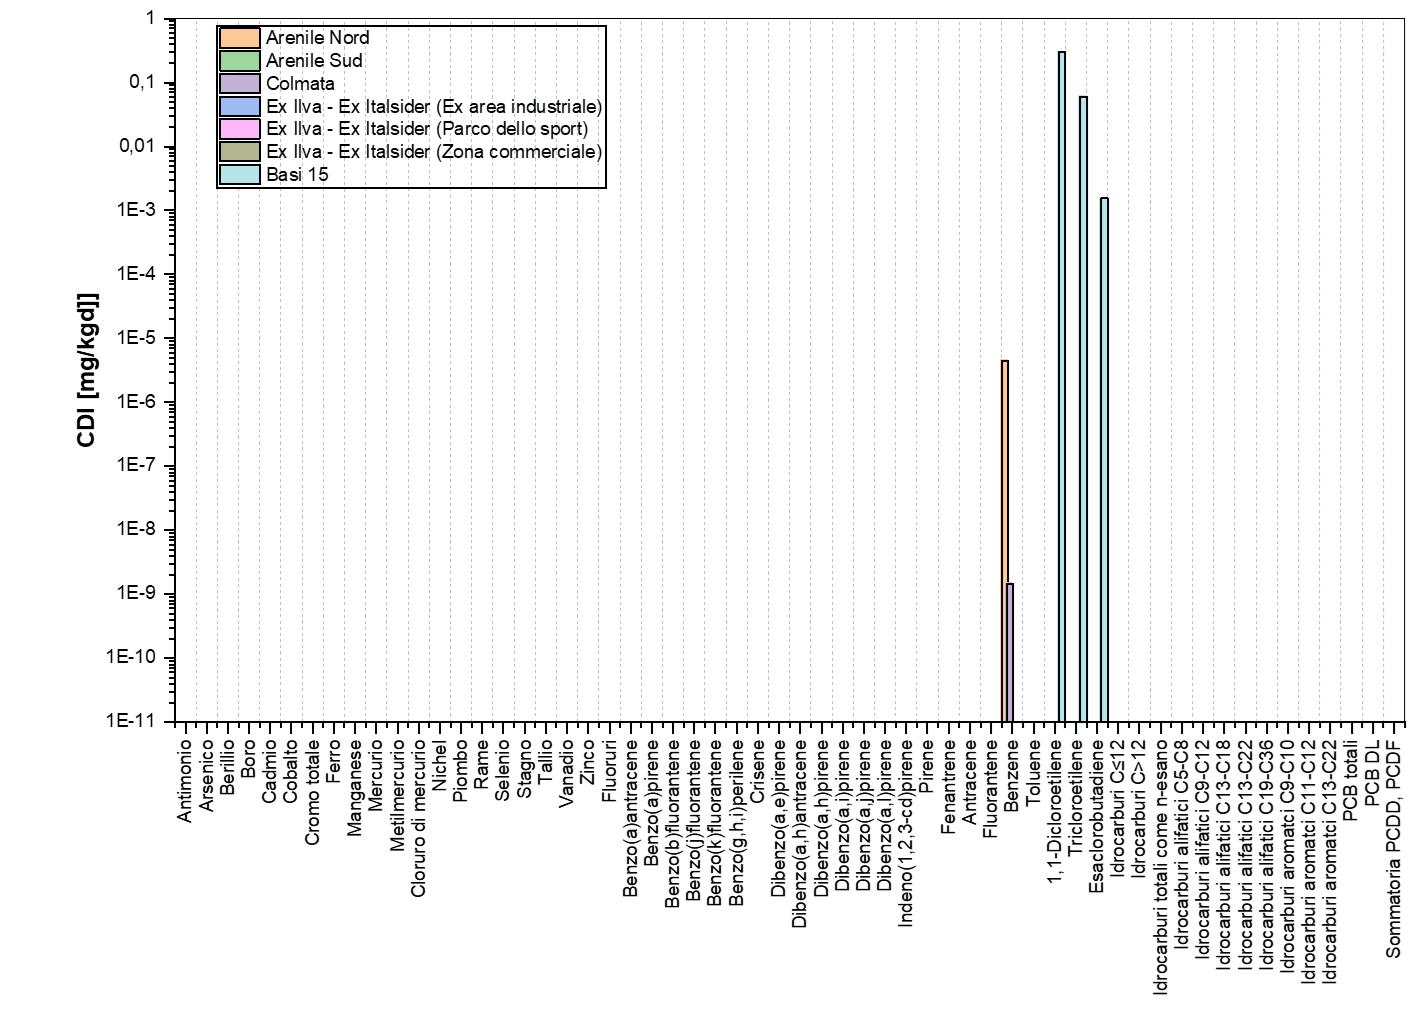 CDI [mg/kgd]]
1
0,1
0,01
1E-3
1E-4
1E-5
1E-6
1E-7
1E-8
1E-9
1E-10
1E-11
Arenile Nord
Arenile Sud
Colmata
Ex Ilva - Ex Italsider (Ex area industriale)
Ex Ilva - Ex Italsider (Parco dello sport)
Ex Ilva - Ex Italsider (Zona commerciale)
Basi 15
Antimonio
Arsenico
Berillio
Boro
Cadmio
Cobalto
Cromo totale
Ferro
Manganese
Mercurio
Metilmercurio
Cloruro di mercurio
Nichel
Piombo
Rame
Selenio
Stagno
Tallio
Vanadio
Zinco
Fluoruri
Benzo(a)antracene
Benzo(a)pirene
Benzo(b)fluorantene
Benzo(j)fluorantene
Benzo(k)fluorantene
Benzo(g,h,i)perilene
Crisene
Dibenzo(a,e)pirene
Dibenzo(a,h)antracene
Dibenzo(a,h)pirene
Dibenzo(a,i)pirene
Dibenzo(a,j)pirene
Dibenzo(a,l)pirene
Indeno(1,2,3-cd)pirene
Pirene
Fenantrene
Antracene
Fluorantene
Benzene
Toluene
1,1-Dicloroetilene
Tricloroetilene
Esaclorobutadiene
Idrocarburi C≤12
Idrocarburi C>12
Idrocarburi totali come n-esano
Idrocarburi alifatici C5-C8
Idrocarburi alifatici C9-C12
Idrocarburi alifatici C13-C18
Idrocarburi alifatici C13-C22
Idrocarburi alifatici C19-C36
Idrocarburi aromatci C9-C10
Idrocarburi aromatci C11-C12
Idrocarburi aromatci C13-C22
PCB totali
PCB DL
Sommatoria PCDD, PCDF